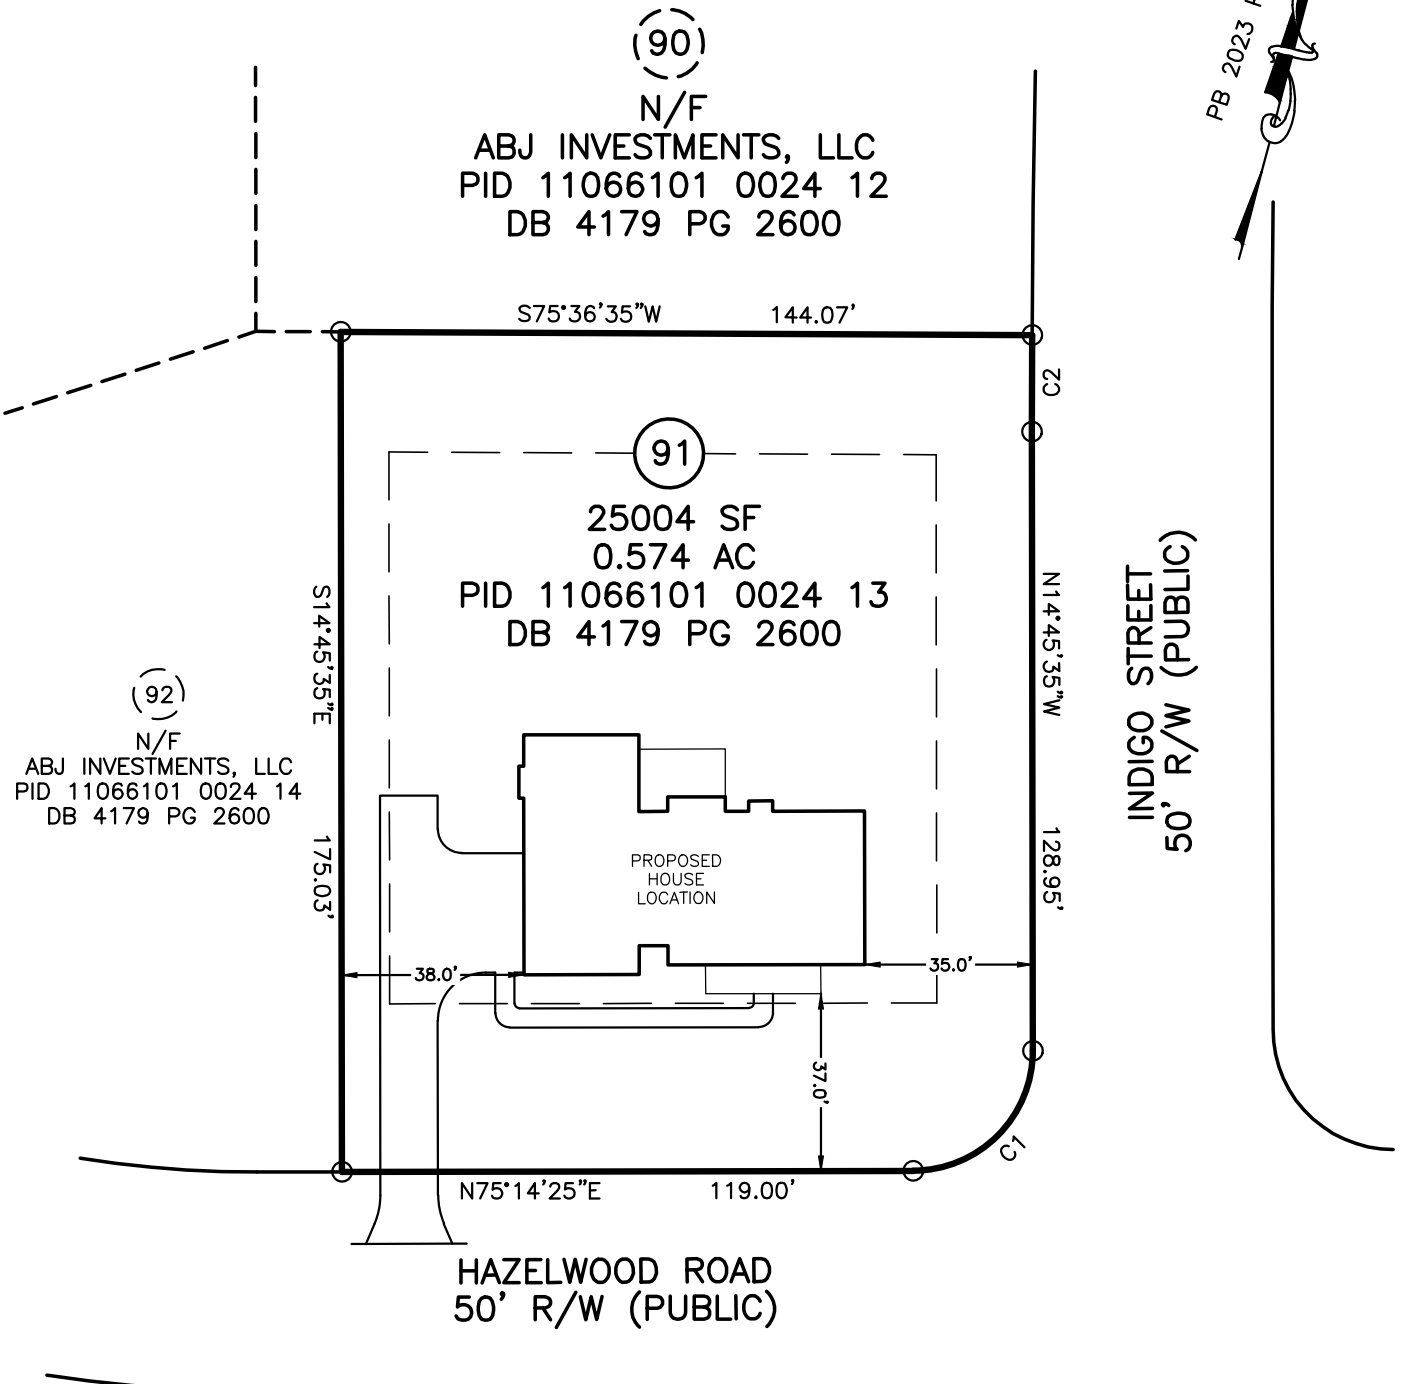 90
N/F
ABJ INVESTMENTS, LLC
PID 11066101 0024 12
DB 4179 PG 2600
PB 2023
S75°36'35"W 144.07'
C2
91
25004 SF
0.574 AC
PID 11066101 0024 13
DB 4179 PG 2600
S14°45'35"E
175.03'
N14°45'35"W
128.95'
INDIGO STREET
50' R/W (PUBLIC)
92
N/F
ABJ INVESTMENTS, LLC
PID 11066101 0024 14
DB 4179 PG 2600
PROPOSED
HOUSE
LOCATION
38.0'
35.0'
37.0'
C1
N75°14'25"E 119.00'
HAZELWOOD ROAD
50' R/W (PUBLIC)